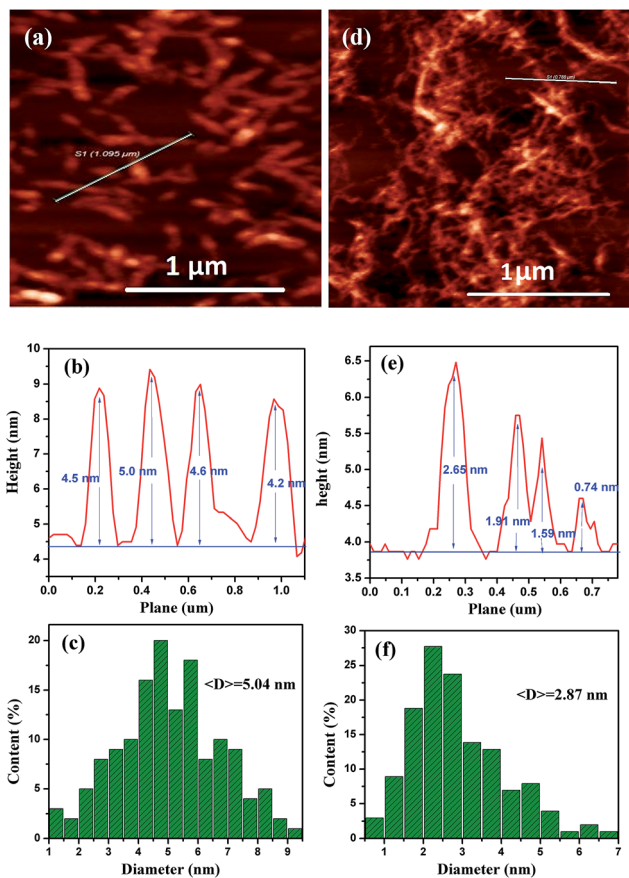 (a)
S1 (1.095 µm)
1 µm
(d)
S1 (0.786 µm)
1µm
(b)
Height (nm)
10
9
8
7
6
5
4
4.5 nm
5.0 nm
4.6 nm
4.2 nm
0.0 0.2 0.4 0.6 0.8 1.0
Plane (um)
(e)
heght (nm)
6.5
6.0
5.5
5.0
4.5
4.0
3.5
2.65 nm
1.91 nm
1.59 nm
0.74 nm
0.0 0.1 0.2 0.3 0.4 0.5 0.6 0.7
Plane (um)
(c)
<D>=5.04 nm
Content (%)
20
15
10
5
0
1 2 3 4 5 6 7 8 9
Diameter (nm)
(f)
<D>=2.87 nm
Content (%)
30
25
20
15
10
5
0
1 2 3 4 5 6 7
Diameter (nm)